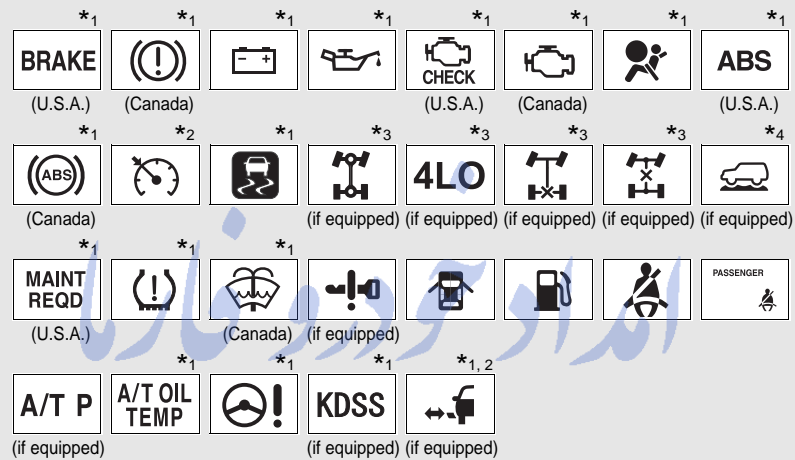 *1 *1 *1 *1 *1 *1 *1 *1
BRAKE CHECK ABS
(U.S.A.) (Canada) (U.S.A.) (Canada) (U.S.A.)
*1 *2 *1 *3 *3 *3 *3 *4
ABS 4LO
(Canada) (if equipped) (if equipped) (if equipped) (if equipped) (if equipped)
*1 *1 *1
MAINT PASSENGER
REQD
(U.S.A.) (Canada) (if equipped)
امداد خودرو فارما
*1 *1 *1 *1, 2
A/T P A/T OIL KDSS
TEMP
(if equipped) (if equipped) (if equipped)